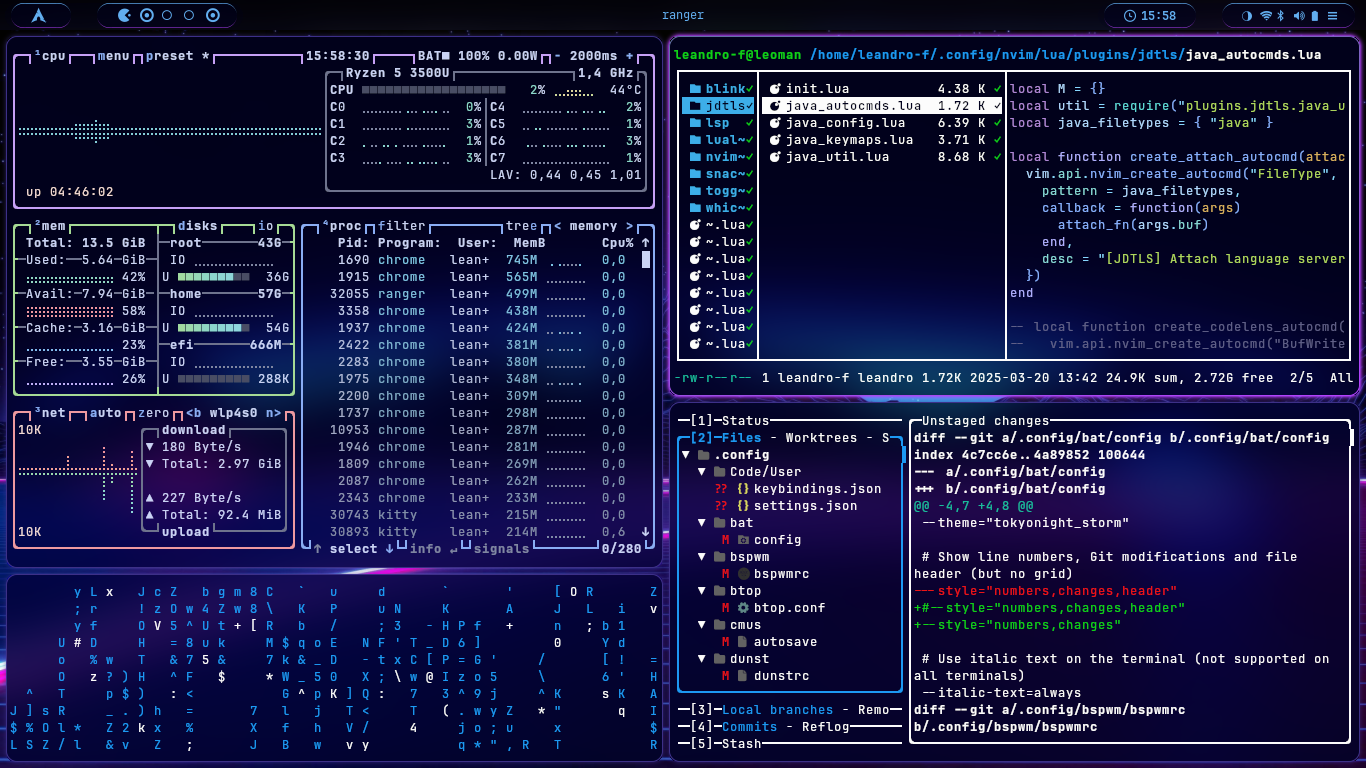 ranger
15:58
¹cpu menu preset * 15:58:30 BAT■ 100% 0.00W - 2000ms +
Ryzen 5 3500U 1,4 GHz
CPU 2% 44°C
C0 0% C4 2%
C1 3% C5 1%
C2 1% C6 3%
C3 3% C7 1%
LAV: 0,44 0,45 1,01
up 04:46:02
²mem disks io
Total: 13.5 GiB
Used: 5.64 GiB
42%
Avail: 7.94 GiB
58%
Cache: 3.16 GiB
23%
Free: 3.55 GiB
26%
root 43G
IO
U 36G
home 57G
IO
U 54G
efi 666M
IO
U 288K
³net auto zero <b wlp4s0 n>
10K
10K
download
▼ 180 Byte/s
▼ Total: 2.97 GiB
▲ 227 Byte/s
▲ Total: 92.4 MiB
upload
⁴proc filter tree < memory >
Pid: Program: User: MemB Cpu% ↑
1690 chrome lean+ 745M 0,0
1915 chrome lean+ 565M 0,0
32055 ranger lean+ 499M 0,0
3358 chrome lean+ 438M 0,0
1937 chrome lean+ 424M 0,0
2422 chrome lean+ 381M 0,0
2283 chrome lean+ 380M 0,0
1975 chrome lean+ 348M 0,0
2200 chrome lean+ 309M 0,0
1737 chrome lean+ 298M 0,0
10953 chrome lean+ 287M 0,0
1946 chrome lean+ 281M 0,0
1809 chrome lean+ 269M 0,0
2087 chrome lean+ 262M 0,0
2343 chrome lean+ 233M 0,0
30743 kitty lean+ 215M 0,0
30893 kitty lean+ 214M 0,6 ↓
↑ select ↓ info ↵ signals 0/280
leandro-f@leoman /home/leandro-f/.config/nvim/lua/plugins/jdtls/java_autocmds.lua
blink✓
jdtls✓
lsp ✓
lual~✓
nvim~✓
snac~✓
togg~✓
whic~✓
~.lua✓
~.lua✓
~.lua✓
~.lua✓
~.lua✓
~.lua✓
~.lua✓
~.lua✓
init.lua 4.38 K ✓
java_autocmds.lua 1.72 K ✓
java_config.lua 6.39 K ✓
java_keymaps.lua 3.71 K ✓
java_util.lua 8.68 K ✓
local M = {}
local util = require("plugins.jdtls.java_u
local java_filetypes = { "java" }
local function create_attach_autocmd(attac
vim.api.nvim_create_autocmd("FileType",
pattern = java_filetypes,
callback = function(args)
attach_fn(args.buf)
end,
desc = "[JDTLS] Attach language server
})
end
-- local function create_codelens_autocmd(
-- vim.api.nvim_create_autocmd("BufWrite
-rw-r--r-- 1 leandro-f leandro 1.72K 2025-03-20 13:42 24.9K sum, 2.72G free 2/5 All
[1]─Status
[2]─Files - Worktrees - S
▼ .config
▼ Code/User
?? {} keybindings.json
?? {} settings.json
▼ bat
M config
▼ bspwm
M bspwmrc
▼ btop
M btop.conf
▼ cmus
M autosave
▼ dunst
M dunstrc
[3]─Local branches - Remo
[4]─Commits - Reflog
[5]─Stash
Unstaged changes
diff --git a/.config/bat/config b/.config/bat/config
index 4c7cc6e..4a89852 100644
--- a/.config/bat/config
+++ b/.config/bat/config
@@ -4,7 +4,8 @@
--theme="tokyonight_storm"
# Show line numbers, Git modifications and file
header (but no grid)
---style="numbers,changes,header"
+#--style="numbers,changes,header"
+--style="numbers,changes"
# Use italic text on the terminal (not supported on
all terminals)
--italic-text=always
diff --git a/.config/bspwm/bspwmrc
b/.config/bspwm/bspwmrc